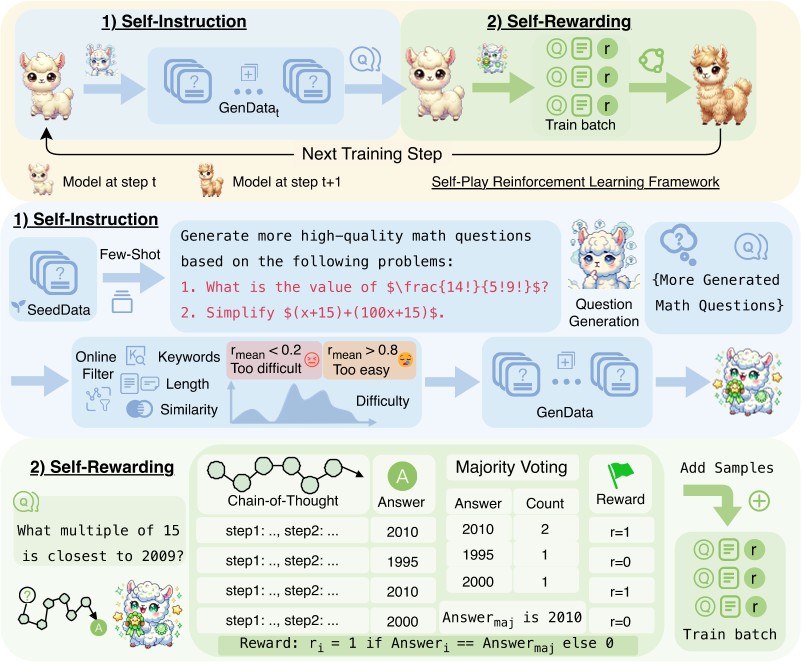 1) Self-Instruction
2) Self-Rewarding
Q
?
?
GenData_t
Q r
Q r
Q r
Train batch
Next Training Step
Model at step t
Model at step t+1
Self-Play Reinforcement Learning Framework
1) Self-Instruction
?
SeedData
Few-Shot
Generate more high-quality math questions
based on the following problems:
1. What is the value of $\frac{14!}{5!9!}$?
2. Simplify $(x+15)+(100x+15)$.
Question
Generation
? Q
{More Generated
Math Questions}
Online
Filter
Keywords
Length
Similarity
r_mean < 0.2
Too difficult
r_mean > 0.8
Too easy
Difficulty
?
?
GenData
2) Self-Rewarding
Q
What multiple of 15
is closest to 2009?
?
A
Chain-of-Thought
A
Answer
step1: .., step2: ... 2010
step1: .., step2: ... 1995
step1: .., step2: ... 2010
step1: .., step2: ... 2000
Majority Voting
Answer Count
2010 2
1995 1
2000 1
Answer_maj is 2010
Reward
r=1
r=0
r=1
r=0
Reward: r_i = 1 if Answer_i == Answer_maj else 0
Add Samples
Q r
Q r
Q r
Train batch